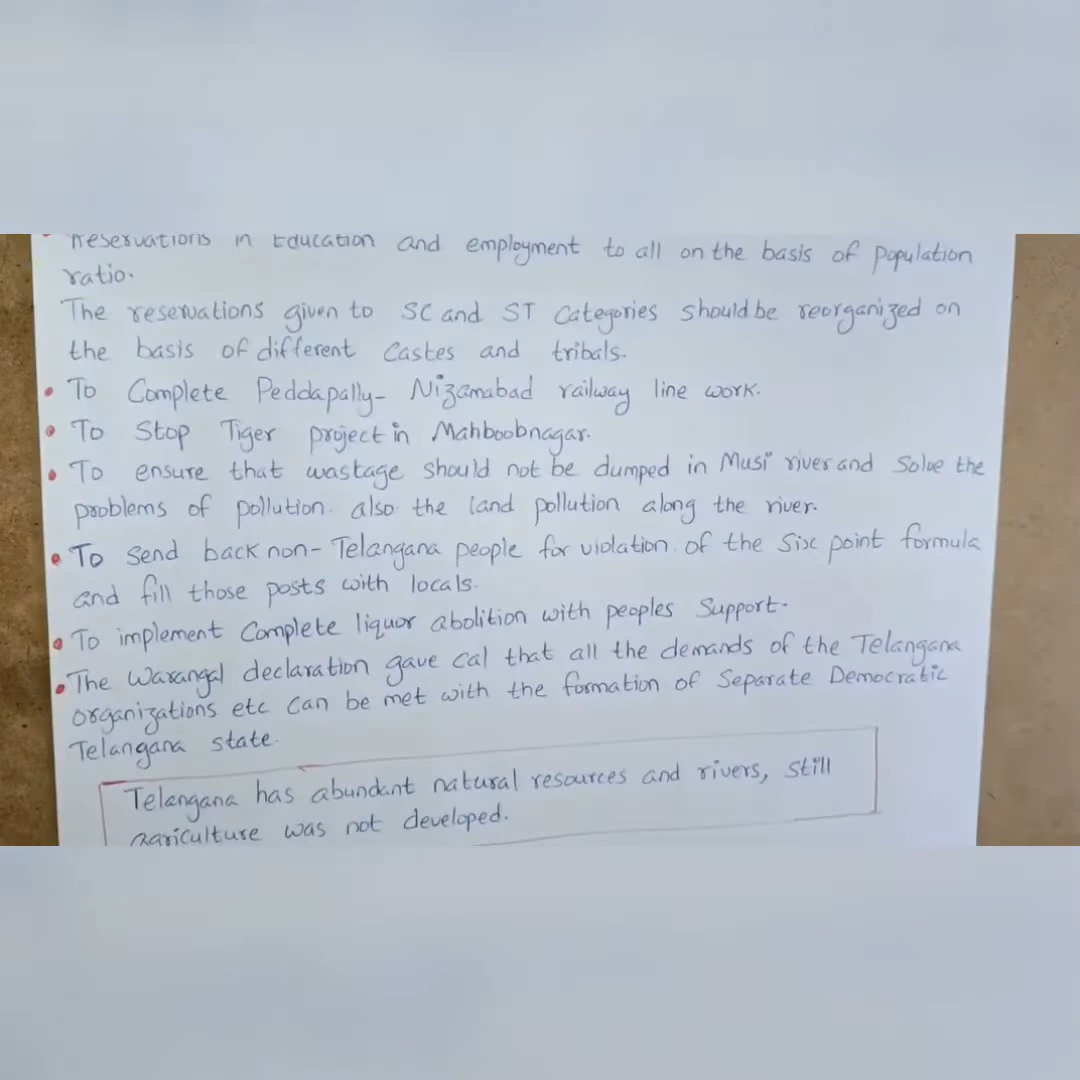 Reservations in Education and employment to all on the basis of population
ratio.
The reservations given to SC and ST Categories should be reorganized on
the basis of different Castes and tribals.
• To Complete Peddapally- Nizamabad railway line work.
• To Stop Tiger project in Mahboobnagar.
• To ensure that wastage should not be dumped in Musi river and Solve the
problems of pollution. also the land pollution along the river.
• To Send back non-Telangana people for violation of the Six point formula
and fill those posts with locals.
• To implement Complete liquor abolition with peoples Support.
• The Warangal declaration gave cal that all the demands of the Telangana
organizations etc Can be met with the formation of Separate Democratic
Telangana state.
Telangana has abundant natural resources and rivers, still
agriculture was not developed.